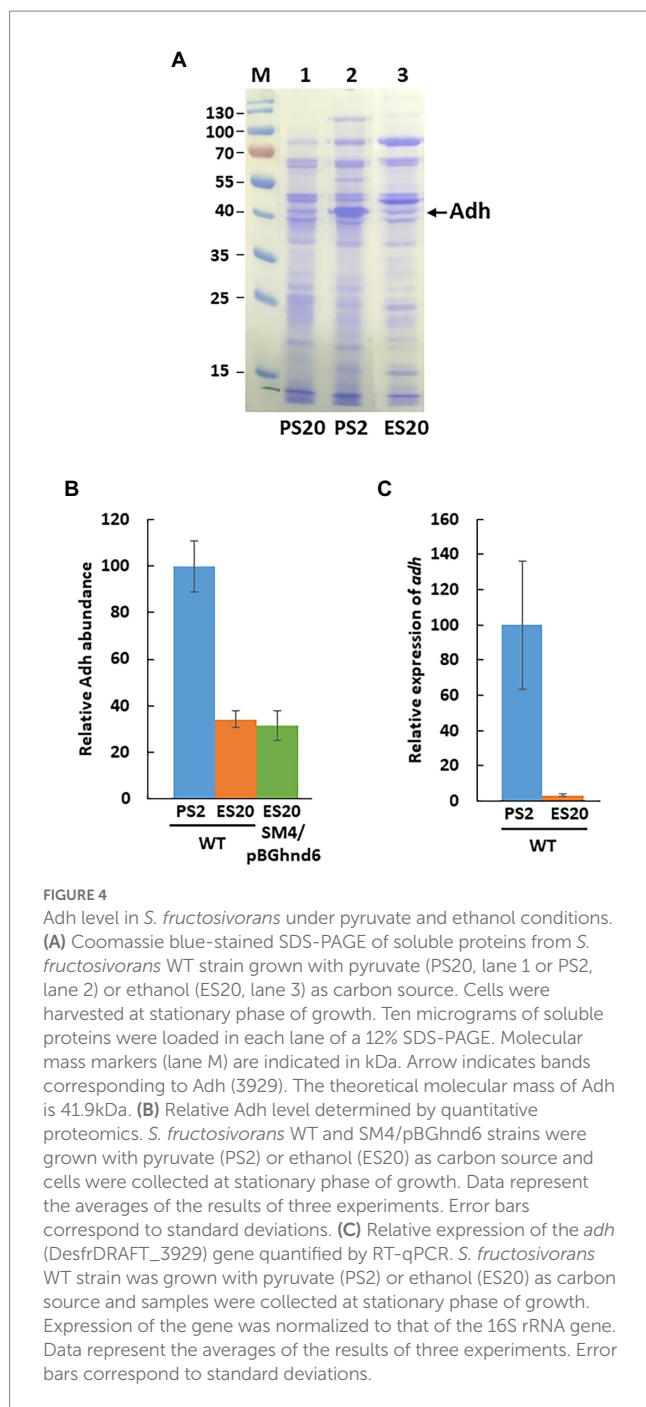 A
M 1 2 3
130
100
70
55
40
35
25
15
Adh
PS20 PS2 ES20
B
Relative Adh abundance
120
100
80
60
40
20
0
PS2 ES20 ES20
WT SM4/
pBGhnd6
C
Relative expression of adh
160
140
120
100
80
60
40
20
0
PS2 ES20
WT
FIGURE 4
Adh level in S. fructosivorans under pyruvate and ethanol conditions.
(A) Coomassie blue-stained SDS-PAGE of soluble proteins from S.
fructosivorans WT strain grown with pyruvate (PS20, lane 1 or PS2,
lane 2) or ethanol (ES20, lane 3) as carbon source. Cells were
harvested at stationary phase of growth. Ten micrograms of soluble
proteins were loaded in each lane of a 12% SDS-PAGE. Molecular
mass markers (lane M) are indicated in kDa. Arrow indicates bands
corresponding to Adh (3929). The theoretical molecular mass of Adh
is 41.9kDa. (B) Relative Adh level determined by quantitative
proteomics. S. fructosivorans WT and SM4/pBGhnd6 strains were
grown with pyruvate (PS2) or ethanol (ES20) as carbon source and
cells were collected at stationary phase of growth. Data represent
the averages of the results of three experiments. Error bars
correspond to standard deviations. (C) Relative expression of the adh
(DesfrDRAFT_3929) gene quantified by RT-qPCR. S. fructosivorans
WT strain was grown with pyruvate (PS2) or ethanol (ES20) as carbon
source and samples were collected at stationary phase of growth.
Expression of the gene was normalized to that of the 16S rRNA gene.
Data represent the averages of the results of three experiments. Error
bars correspond to standard deviations.